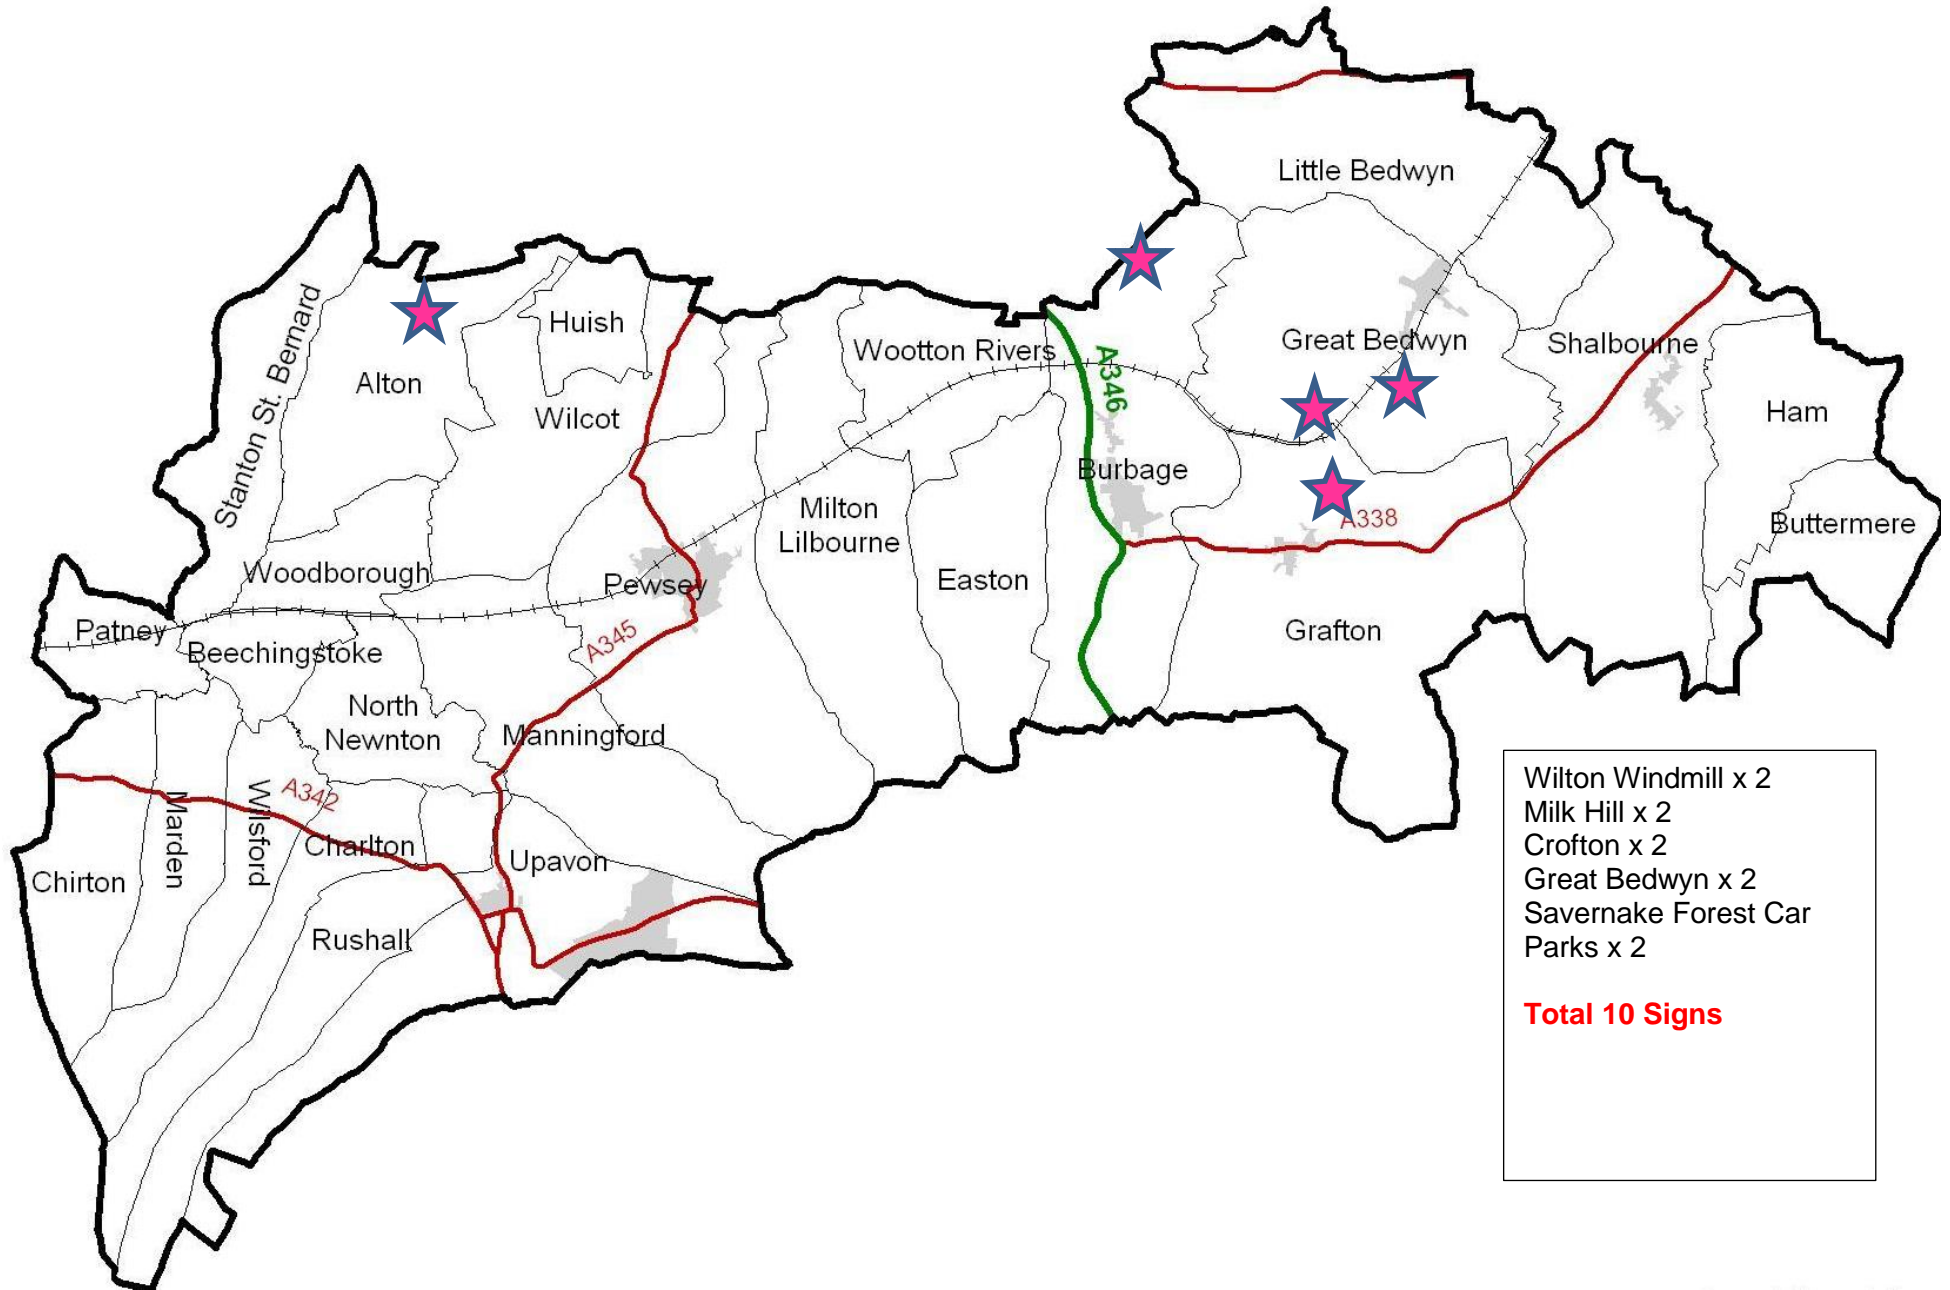 Little Bedwyn
Stanton St. Bernard
Huish
Alton
Wilcot
Wootton Rivers
A346
Great Bedwyn
Shalbourne
Ham
Burbage
Milton
Lilbourne
A338
Buttermere
Woodborough
Pewsey
Easton
Patney
Beechingstoke
A345
Grafton
North
Newnton
Manningford
A342
Marden
Wilsford
Charlton
Upavon
Chirton
Rushall
Wilton Windmill x 2
Milk Hill x 2
Crofton x 2
Great Bedwyn x 2
Savernake Forest Car
Parks x 2
Total 10 Signs